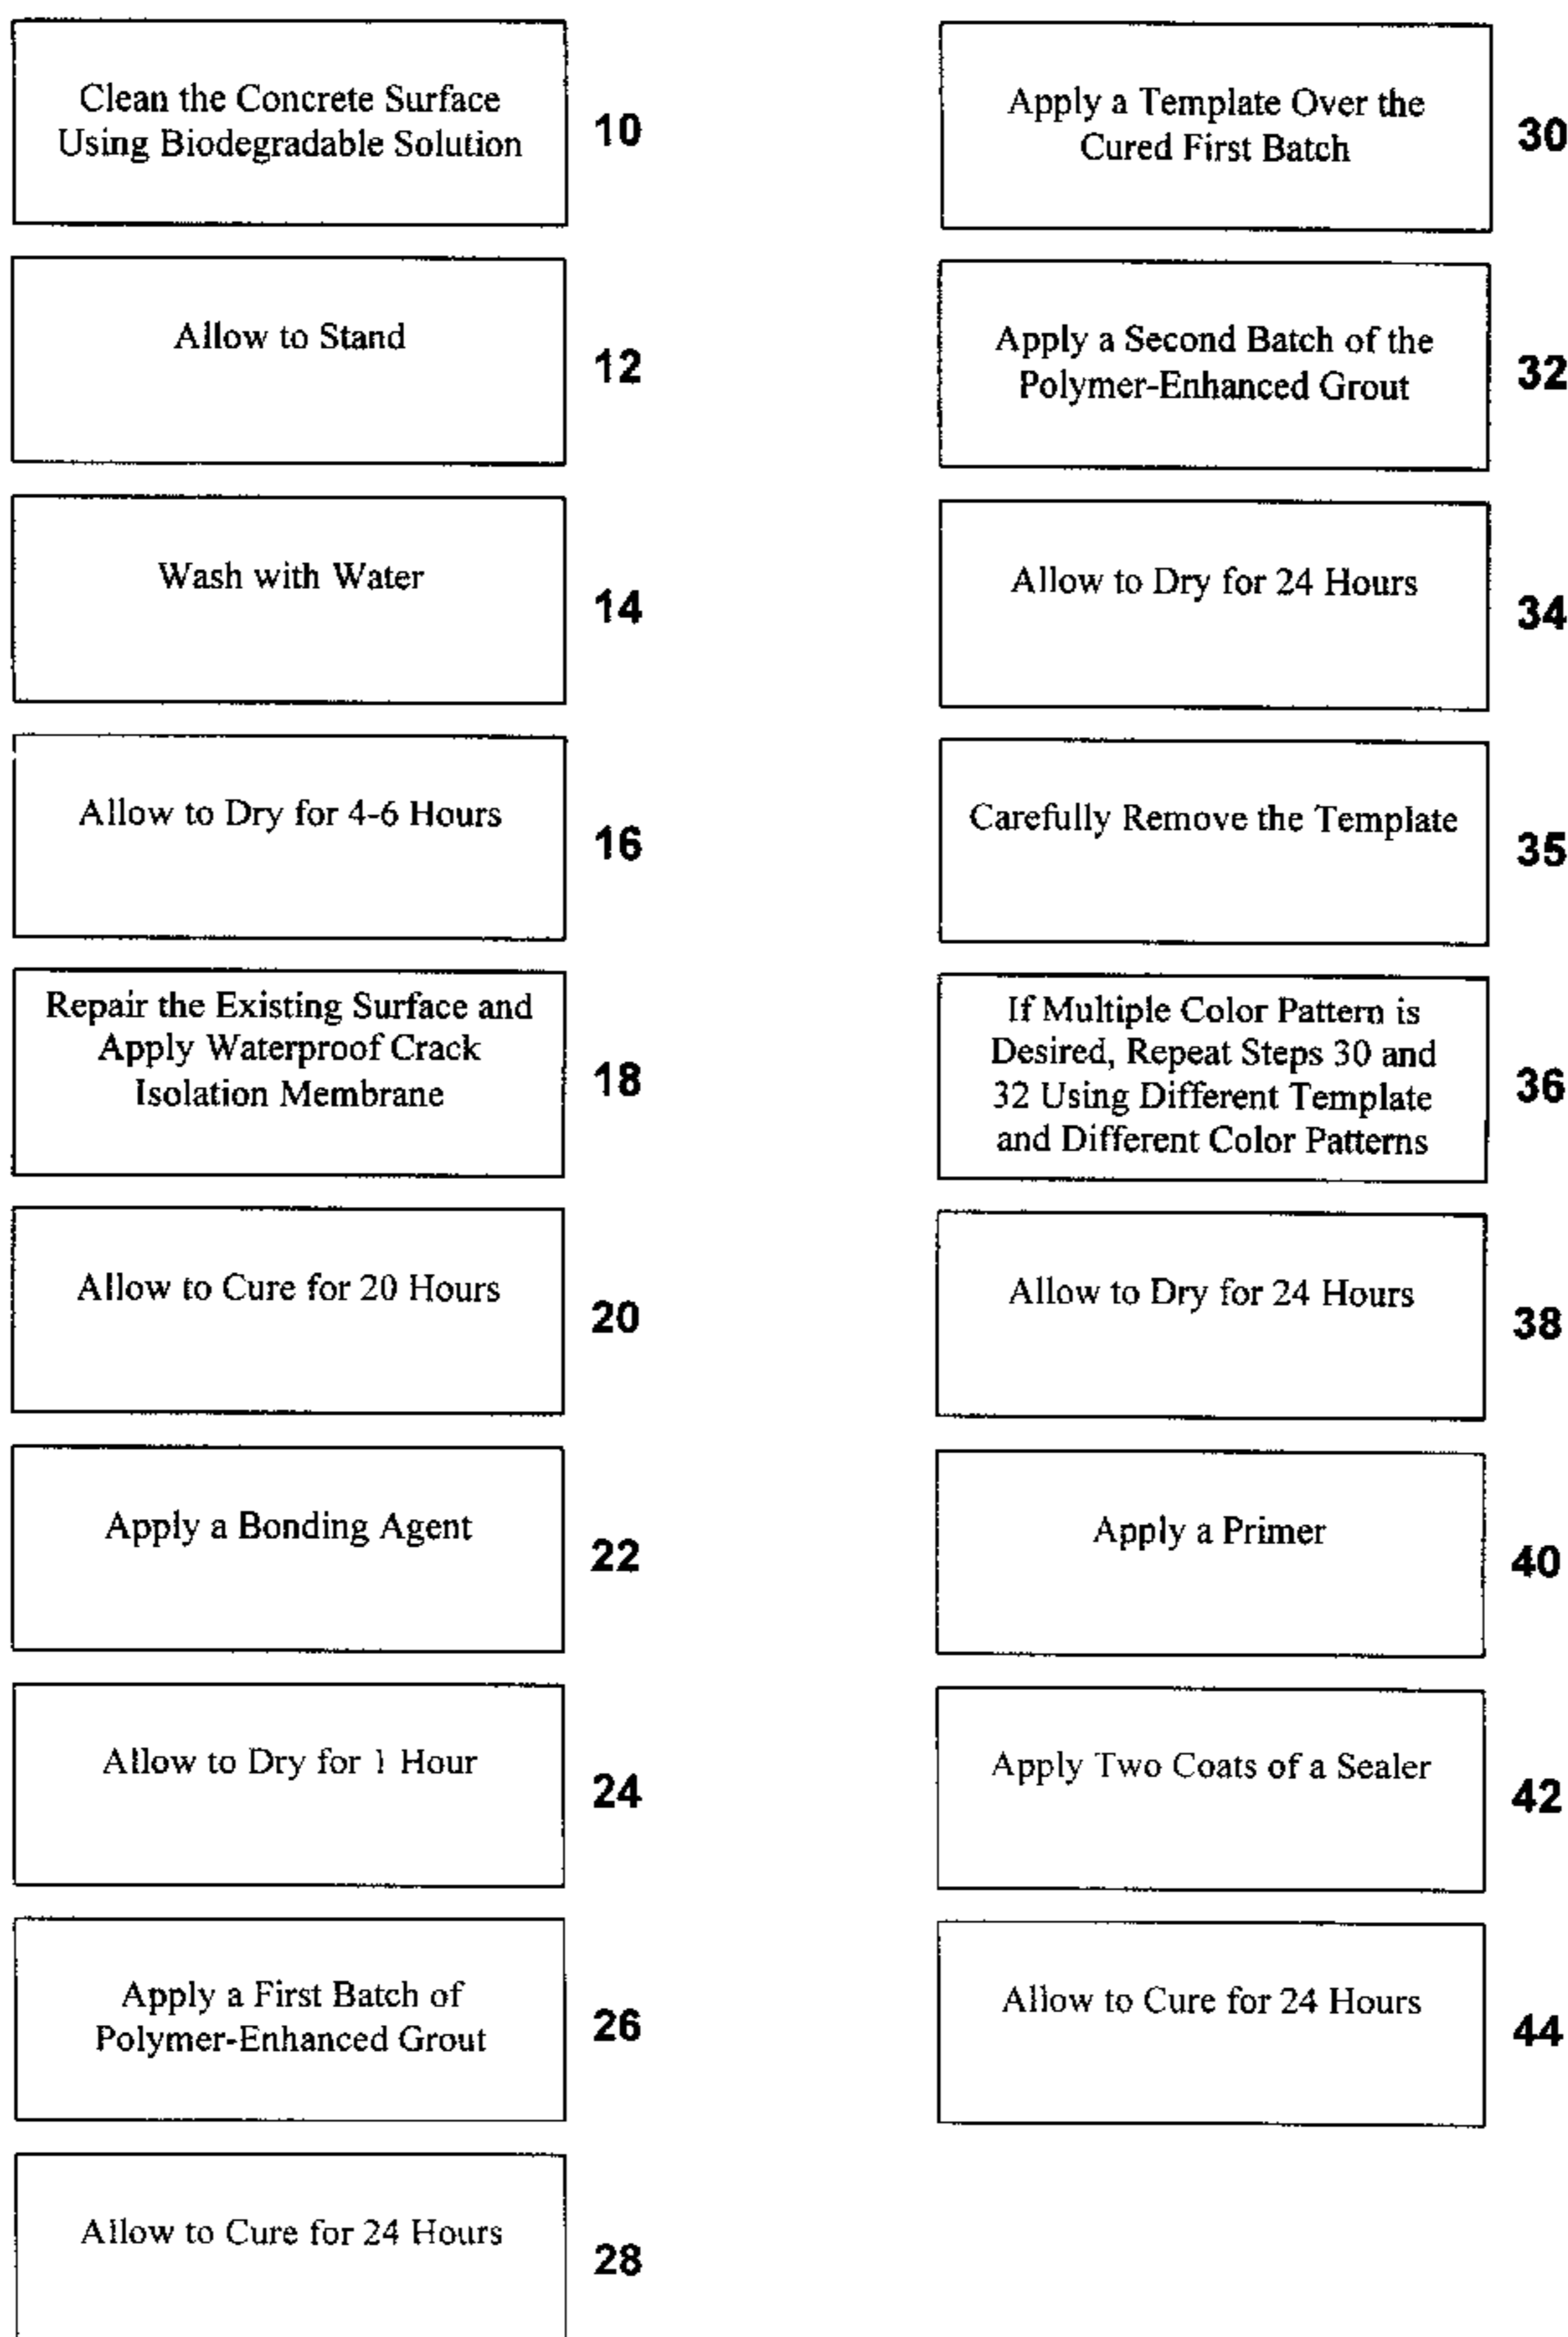 Clean the Concrete Surface
Using Biodegradable Solution
10
Allow to Stand
12
Wash with Water
14
Allow to Dry for 4-6 Hours
16
Repair the Existing Surface and
Apply Waterproof Crack
Isolation Membrane
18
Allow to Cure for 20 Hours
20
Apply a Bonding Agent
22
Allow to Dry for 1 Hour
24
Apply a First Batch of
Polymer-Enhanced Grout
26
Allow to Cure for 24 Hours
28
Apply a Template Over the
Cured First Batch
30
Apply a Second Batch of the
Polymer-Enhanced Grout
32
Allow to Dry for 24 Hours
34
Carefully Remove the Template
35
If Multiple Color Pattern is
Desired, Repeat Steps 30 and
32 Using Different Template
and Different Color Patterns
36
Allow to Dry for 24 Hours
38
Apply a Primer
40
Apply Two Coats of a Sealer
42
Allow to Cure for 24 Hours
44